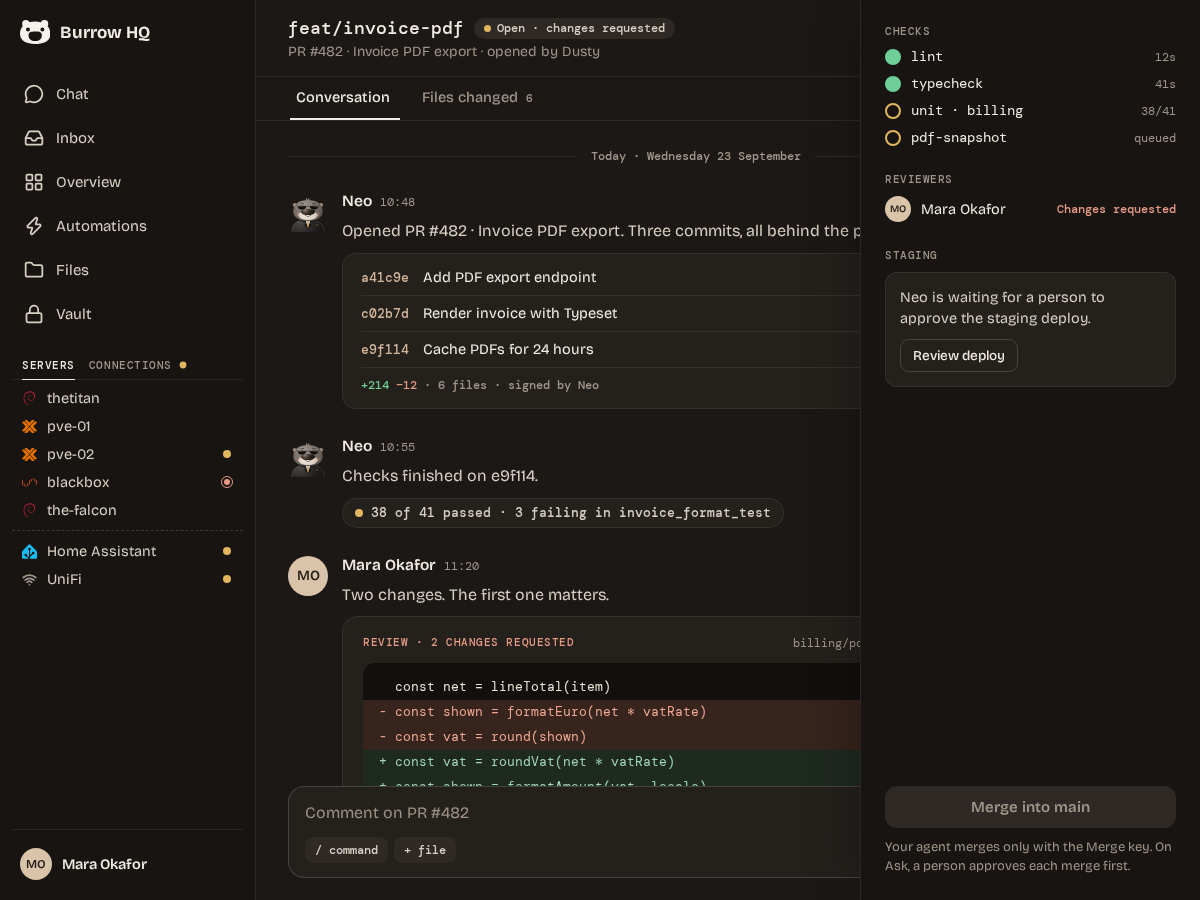 Burrow HQ
Chat
Inbox
Overview
Automations
Files
Vault
SERVERS CONNECTIONS
thetitan
pve-01
pve-02
blackbox
the-falcon
Home Assistant
UniFi
MO Mara Okafor
feat/invoice-pdf Open · changes requested
PR #482 · Invoice PDF export · opened by Dusty
Conversation Files changed 6
Today · Wednesday 23 September
Neo 10:48
Opened PR #482 · Invoice PDF export. Three commits, all behind the
a41c9e Add PDF export endpoint
c02b7d Render invoice with Typeset
e9f114 Cache PDFs for 24 hours
+214 −12 · 6 files · signed by Neo
Neo 10:55
Checks finished on e9f114.
38 of 41 passed · 3 failing in invoice_format_test
MO Mara Okafor 11:20
Two changes. The first one matters.
REVIEW · 2 CHANGES REQUESTED billing/
const net = lineTotal(item)
- const shown = formatEuro(net * vatRate)
- const vat = round(shown)
+ const vat = roundVat(net * vatRate)
+ const shown = formatAmount(vat, locale)
Comment on PR #482
/ command + file
CHECKS
lint 12s
typecheck 41s
unit · billing 38/41
pdf-snapshot queued
REVIEWERS
MO Mara Okafor Changes requested
STAGING
Neo is waiting for a person to
approve the staging deploy.
Review deploy
Merge into main
Your agent merges only with the Merge key. On
Ask, a person approves each merge first.